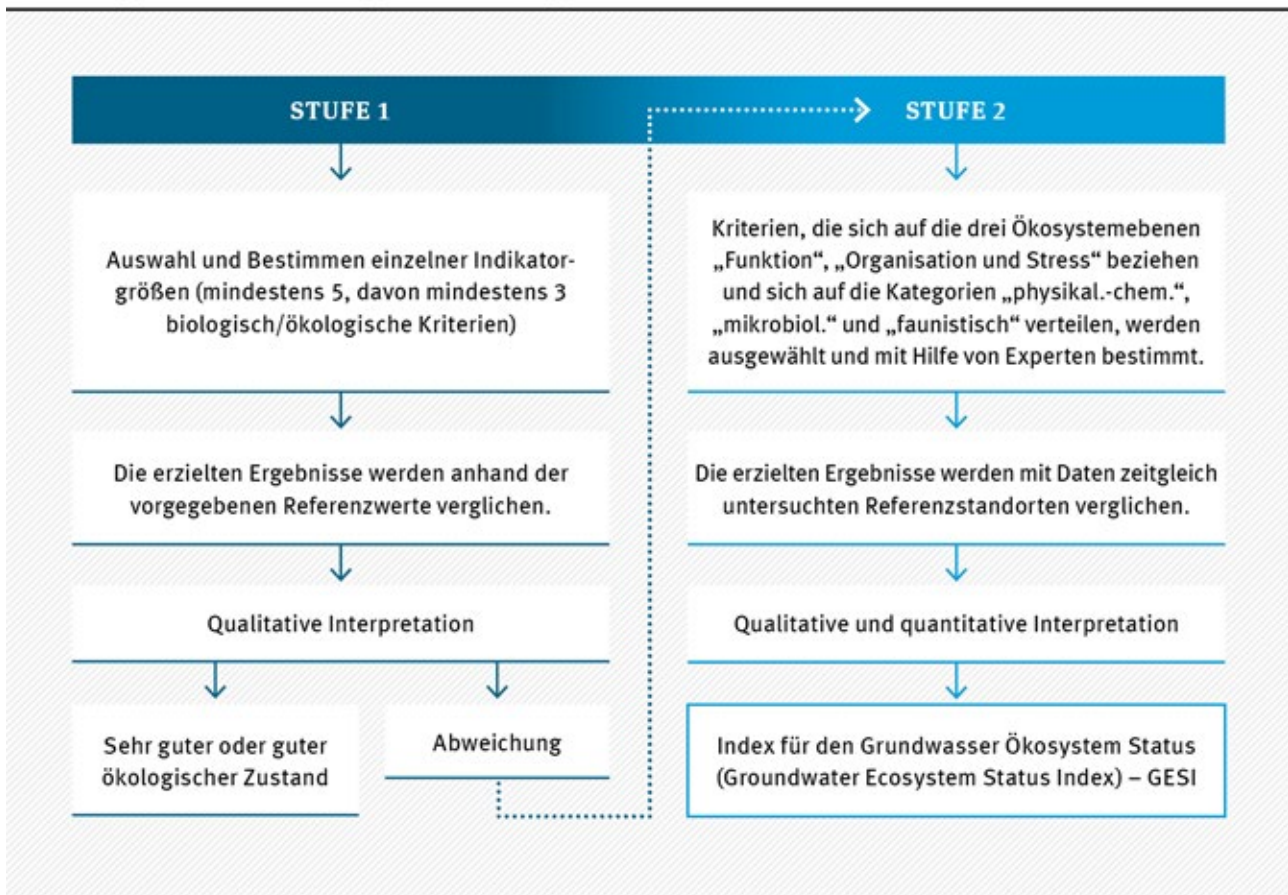 STUFE 1
Auswahl und Bestimmen einzelner Indikator-
größen (mindestens 5, davon mindestens 3
biologisch/ökologische Kriterien)
Die erzielten Ergebnisse werden anhand der
vorgegebenen Referenzwerte verglichen.
Qualitative Interpretation
Sehr guter oder guter
ökologischer Zustand
Abweichung
STUFE 2
Kriterien, die sich auf die drei Ökosystemebenen
„Funktion“, „Organisation und Stress“ beziehen
und sich auf die Kategorien „physikal.-chem.“,
„mikrobiol.“ und „faunistisch“ verteilen, werden
ausgewählt und mit Hilfe von Experten bestimmt.
Die erzielten Ergebnisse werden mit Daten zeitgleich
untersuchten Referenzstandorten verglichen.
Qualitative und quantitative Interpretation
Index für den Grundwasser Ökosystem Status
(Groundwater Ecosystem Status Index) – GESI